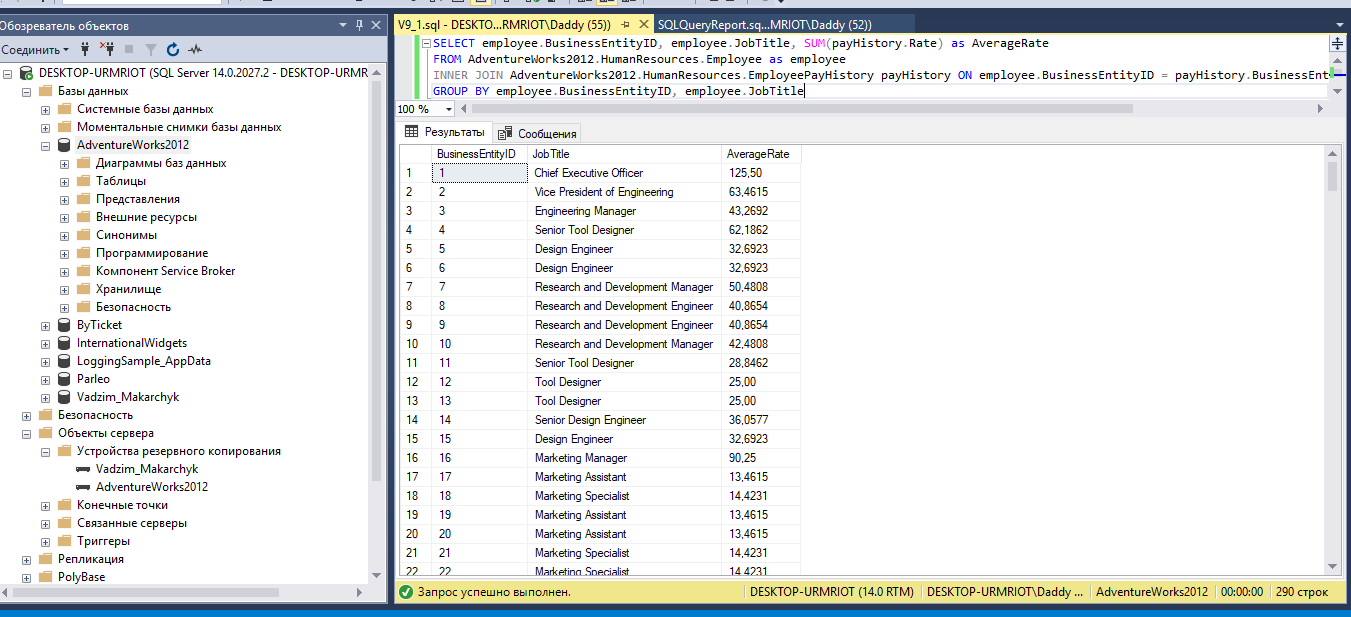 Обозреватель объектов
Соединить
DESKTOP-URMRIOT (SQL Server 14.0.2027.2 - DESKTOP-URMR
Базы данных
Системные базы данных
Моментальные снимки базы данных
AdventureWorks2012
Диаграммы баз данных
Таблицы
Представления
Внешние ресурсы
Синонимы
Программирование
Компонент Service Broker
Хранилище
Безопасность
ByTicket
InternationalWidgets
LoggingSample_AppData
Parleo
Vadzim_Makarchyk
Безопасность
Объекты сервера
Устройства резервного копирования
Vadzim_Makarchyk
AdventureWorks2012
Конечные точки
Связанные серверы
Триггеры
Репликация
PolyBase
V9_1.sql - DESKTO...RMRIOT\Daddy (55)) SQLQueryReport.sq...MRIOT\Daddy (52))
SELECT employee.BusinessEntityID, employee.JobTitle, SUM(payHistory.Rate) as AverageRate
FROM AdventureWorks2012.HumanResources.Employee as employee
INNER JOIN AdventureWorks2012.HumanResources.EmployeePayHistory payHistory ON employee.BusinessEntityID = payHistory.BusinessEnt
GROUP BY employee.BusinessEntityID, employee.JobTitle
100 %
Результаты Сообщения
BusinessEntityID JobTitle AverageRate
1 1 Chief Executive Officer 125,50
2 2 Vice President of Engineering 63,4615
3 3 Engineering Manager 43,2692
4 4 Senior Tool Designer 62,1862
5 5 Design Engineer 32,6923
6 6 Design Engineer 32,6923
7 7 Research and Development Manager 50,4808
8 8 Research and Development Engineer 40,8654
9 9 Research and Development Engineer 40,8654
10 10 Research and Development Manager 42,4808
11 11 Senior Tool Designer 28,8462
12 12 Tool Designer 25,00
13 13 Tool Designer 25,00
14 14 Senior Design Engineer 36,0577
15 15 Design Engineer 32,6923
16 16 Marketing Manager 90,25
17 17 Marketing Assistant 13,4615
18 18 Marketing Specialist 14,4231
19 19 Marketing Assistant 13,4615
20 20 Marketing Assistant 13,4615
21 21 Marketing Specialist 14,4231
22 22 Marketing Specialist 14,4231
Запрос успешно выполнен. DESKTOP-URMRIOT (14.0 RTM) DESKTOP-URMRIOT\Daddy ... AdventureWorks2012 00:00:00 290 строк